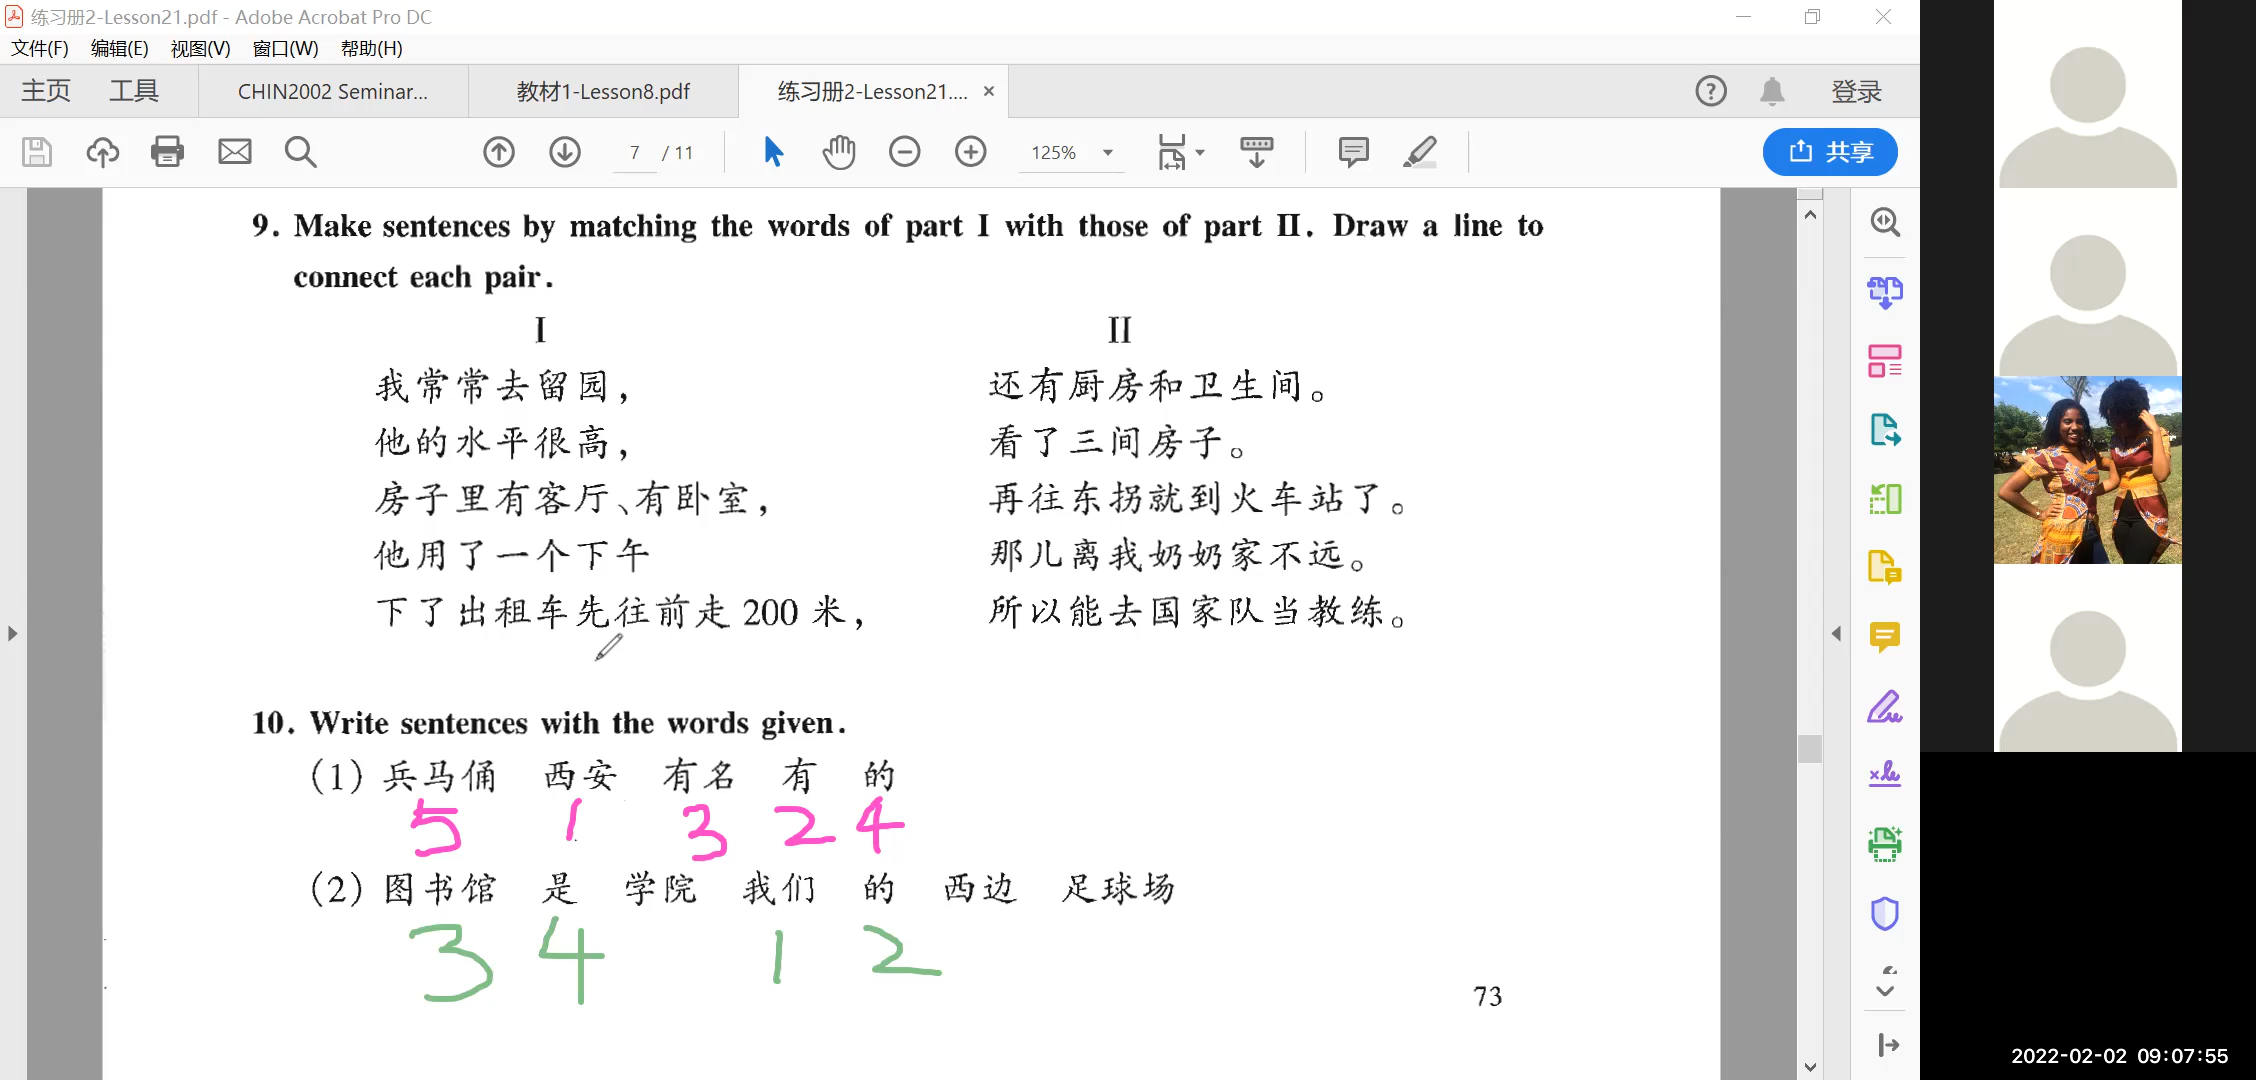 练习册2-Lesson21.pdf - Adobe Acrobat Pro DC
文件(F) 编辑(E) 视图(V) 窗口(W) 帮助(H)
主页 工具 CHIN2002 Seminar... 教材1-Lesson8.pdf 练习册2-Lesson21.... × 登录
7 / 11 125% 共享
9. Make sentences by matching the words of part I with those of part II. Draw a line to
connect each pair.
I II
我常常去留园， 还有厨房和卫生间。
他的水平很高， 看了三间房子。
房子里有客厅、有卧室， 再往东拐就到火车站了。
他用了一个下午 那儿离我奶奶家不远。
下了出租车先往前走 200 米， 所以能去国家队当教练。
10. Write sentences with the words given.
(1) 兵马俑 西安 有名 有 的
5 1 3 2 4
(2) 图书馆 是 学院 我们 的 西边 足球场
3 4 1 2
73
2022-02-02 09:07:55